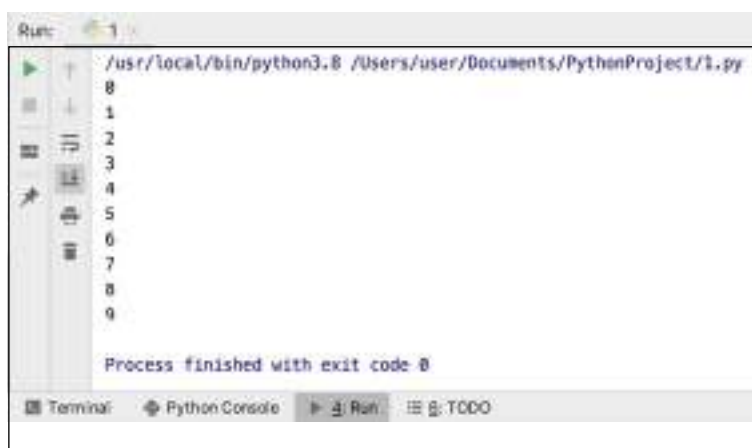 Run: 1
/usr/local/bin/python3.8 /Users/user/Documents/PythonProject/1.py
0
1
2
3
4
5
6
7
8
9
Process finished with exit code 0
Terminal Python Console 4: Run 6: TODO